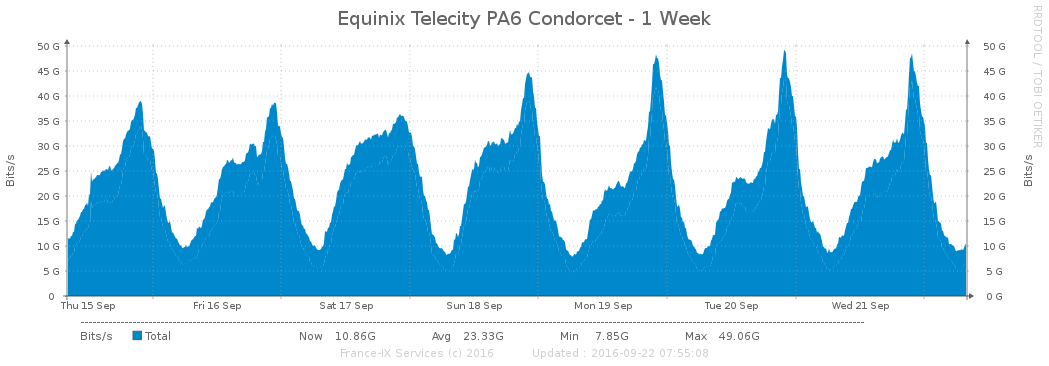 Equinix Telecity PA6 Condorcet - 1 Week
RRDTOOL / TOBI OETIKER
Bits/s
50 G 50 G
45 G 45 G
40 G 40 G
35 G 35 G
30 G 30 G
25 G 25 G
20 G 20 G
15 G 15 G
10 G 10 G
5 G 5 G
0 0 G
Bits/s
Thu 15 Sep Fri 16 Sep Sat 17 Sep Sun 18 Sep Mon 19 Sep Tue 20 Sep Wed 21 Sep
Bits/s Total Now 10.86G Avg 23.33G Min 7.85G Max 49.06G
France-IX Services (c) 2016 Updated : 2016-09-22 07:55:08